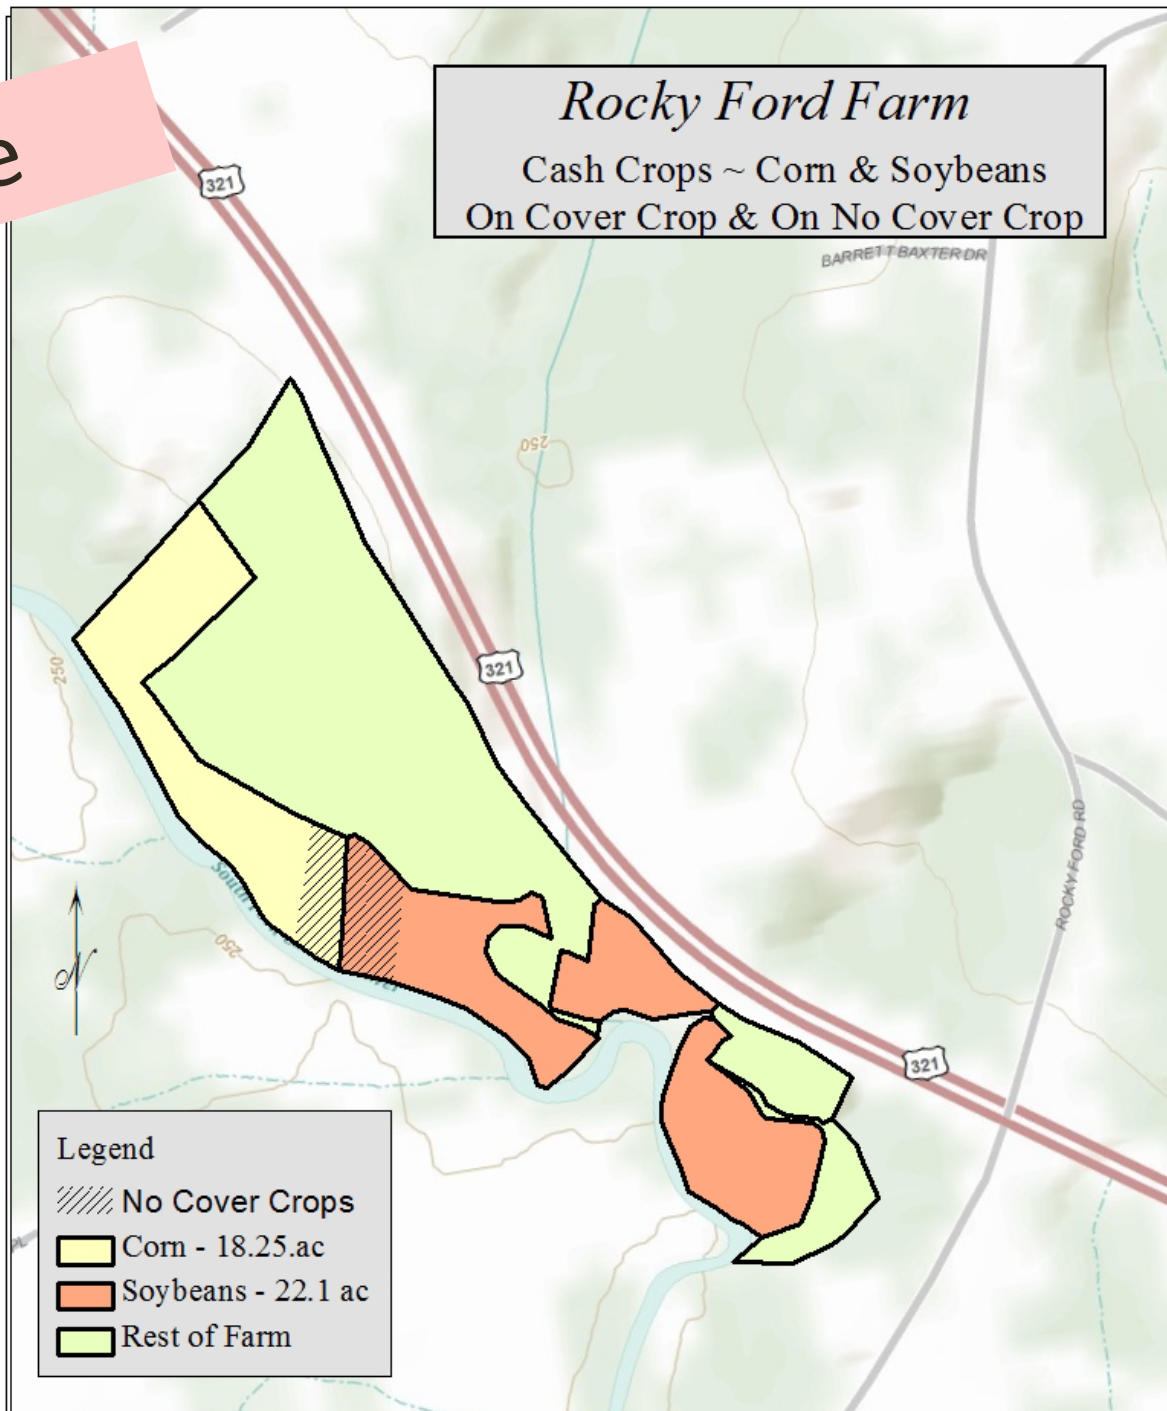 e
Rocky Ford Farm
Cash Crops ~ Corn & Soybeans
On Cover Crop & On No Cover Crop
321
BARRETT BAXTER DR
250
250
321
ROCKY FORD RD
South
250
N
321
Legend
No Cover Crops
Corn - 18.25.ac
Soybeans - 22.1 ac
Rest of Farm
PL